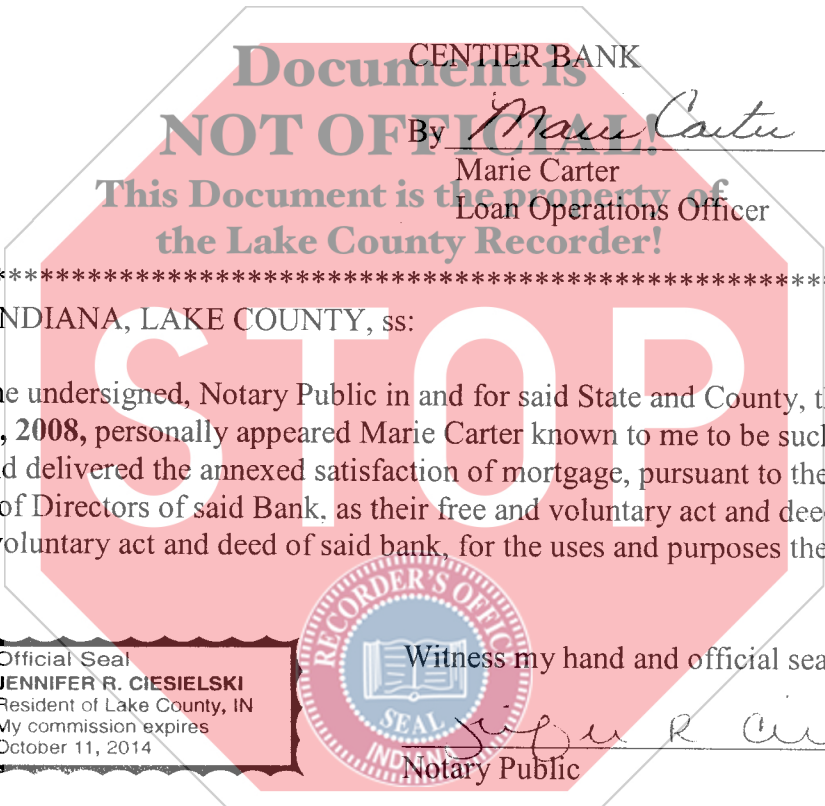 Document is
NOT OFFICIAL!
This Document is the property of
the Lake County Recorder!
STOP
CENTIER BANK
By Marie Carter
Marie Carter
Loan Operations Officer
**********************************************************
NDIANA, LAKE COUNTY, ss:
e undersigned, Notary Public in and for said State and County, t
, 2008, personally appeared Marie Carter known to me to be such
d delivered the annexed satisfaction of mortgage, pursuant to the
of Directors of said Bank, as their free and voluntary act and dee
voluntary act and deed of said bank, for the uses and purposes the
Official Seal
JENNIFER R. CIESIELSKI
Resident of Lake County, IN
My commission expires
October 11, 2014
RECORDER'S OFFICE
SEAL
INDIANA
Witness my hand and official sea
Jennifer R Cie
Notary Public